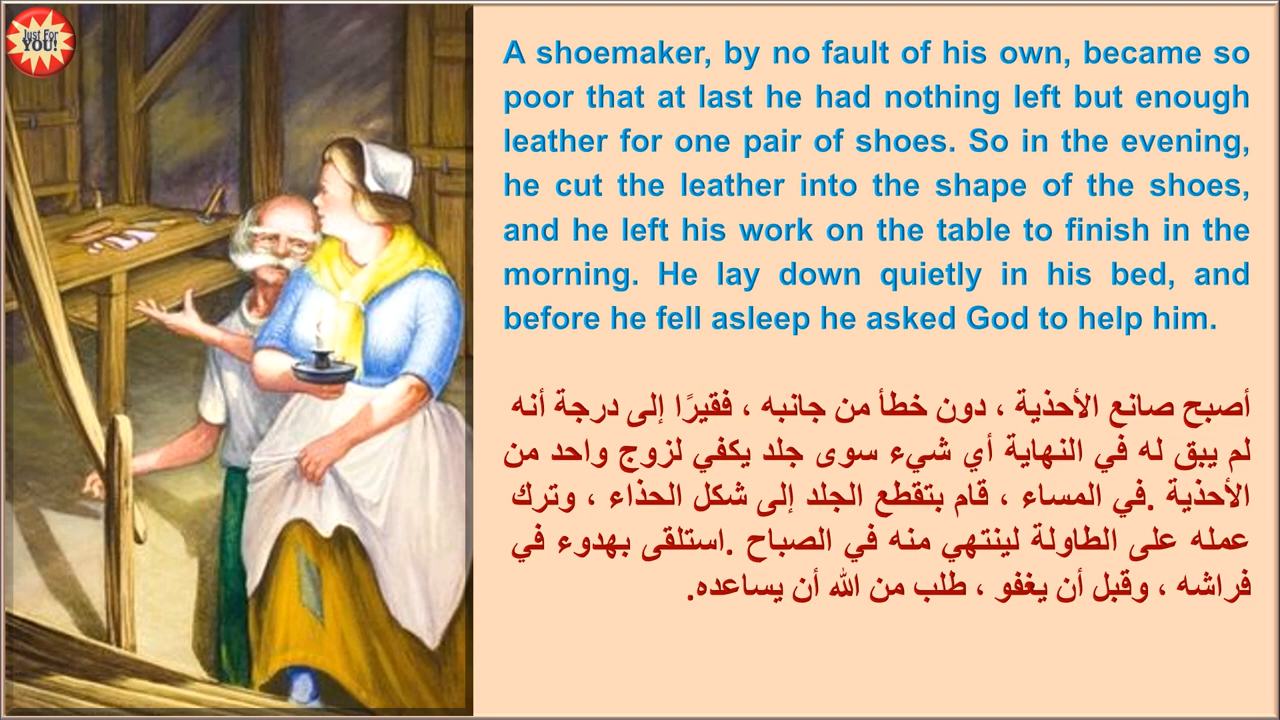 Just For
YOU!
A shoemaker, by no fault of his own, became so
poor that at last he had nothing left but enough
leather for one pair of shoes. So in the evening,
he cut the leather into the shape of the shoes,
and he left his work on the table to finish in the
morning. He lay down quietly in his bed, and
before he fell asleep he asked God to help him.
أصبح صانع الأحذية ، دون خطأ من جانبه ، فقيرًا إلى درجة أنه
لم يبق له في النهاية أي شيء سوى جلد يكفي لزوج واحد من
الأحذية .في المساء ، قام بتقطع الجلد إلى شكل الحذاء ، وترك
عمله على الطاولة لينتهي منه في الصباح .استلقى بهدوء في
فراشه ، وقبل أن يغفو ، طلب من الله أن يساعده.